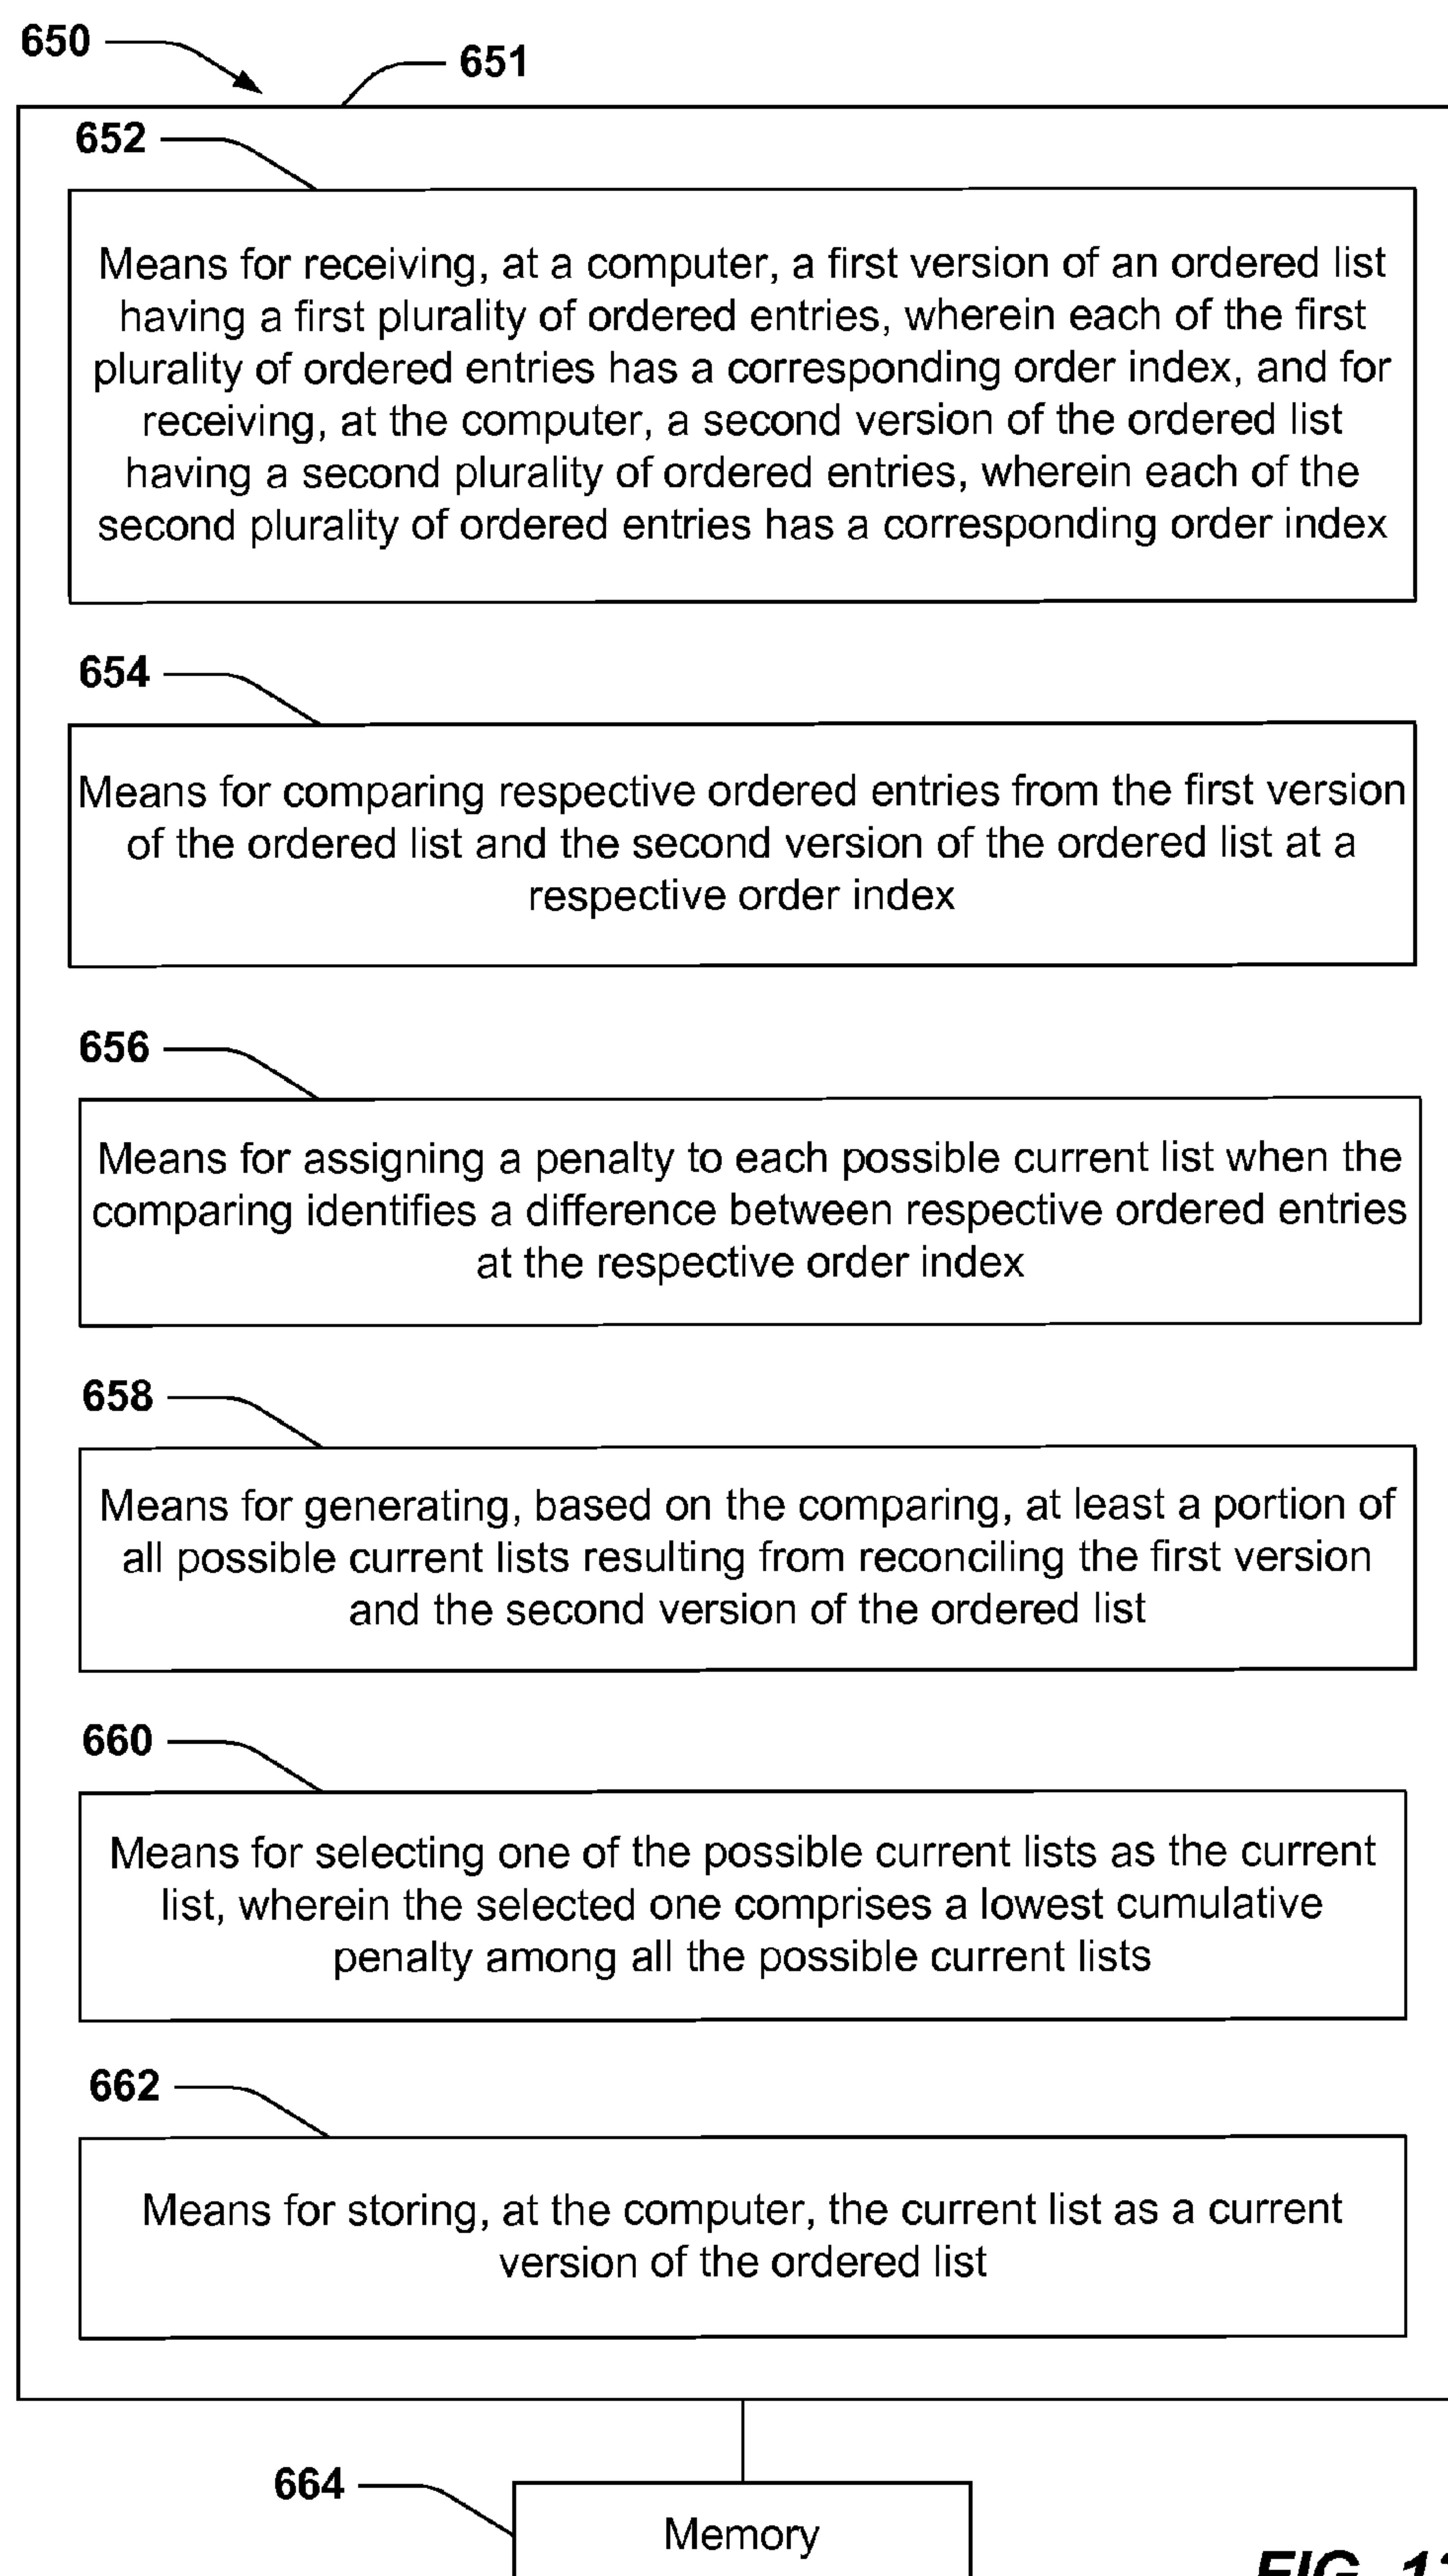 650
651
652
Means for receiving, at a computer, a first version of an ordered list
having a first plurality of ordered entries, wherein each of the first
plurality of ordered entries has a corresponding order index, and for
receiving, at the computer, a second version of the ordered list
having a second plurality of ordered entries, wherein each of the
second plurality of ordered entries has a corresponding order index
654
Means for comparing respective ordered entries from the first version
of the ordered list and the second version of the ordered list at a
respective order index
656
Means for assigning a penalty to each possible current list when the
comparing identifies a difference between respective ordered entries
at the respective order index
658
Means for generating, based on the comparing, at least a portion of
all possible current lists resulting from reconciling the first version
and the second version of the ordered list
660
Means for selecting one of the possible current lists as the current
list, wherein the selected one comprises a lowest cumulative
penalty among all the possible current lists
662
Means for storing, at the computer, the current list as a current
version of the ordered list
664
Memory
FIG.